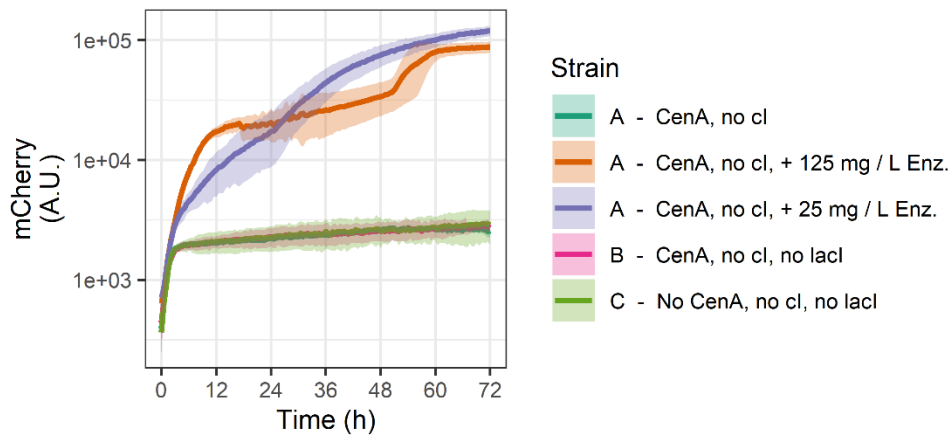 1e+05
1e+04
1e+03
mCherry
(A.U.)
0 12 24 36 48 60 72
Time (h)
Strain
A - CenA, no cI
A - CenA, no cI, + 125 mg / L Enz.
A - CenA, no cI, + 25 mg / L Enz.
B - CenA, no cI, no lacI
C - No CenA, no cI, no lacI